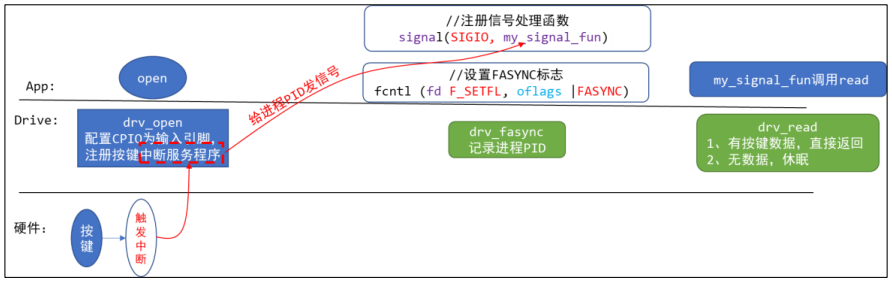 //注册信号处理函数
signal(SIGIO, my_signal_fun)
给进程PID发信号
App:
open
//设置FASYNC标志
fcntl (fd F_SETFL, oflags |FASYNC)
my_signal_fun调用read
Drive:
drv_open
配置CPIO为输入引脚,
注册按键中断服务程序
drv_fasync
记录进程PID
drv_read
1、有按键数据,直接返回
2、无数据,休眠
硬件:
按键
触发中断